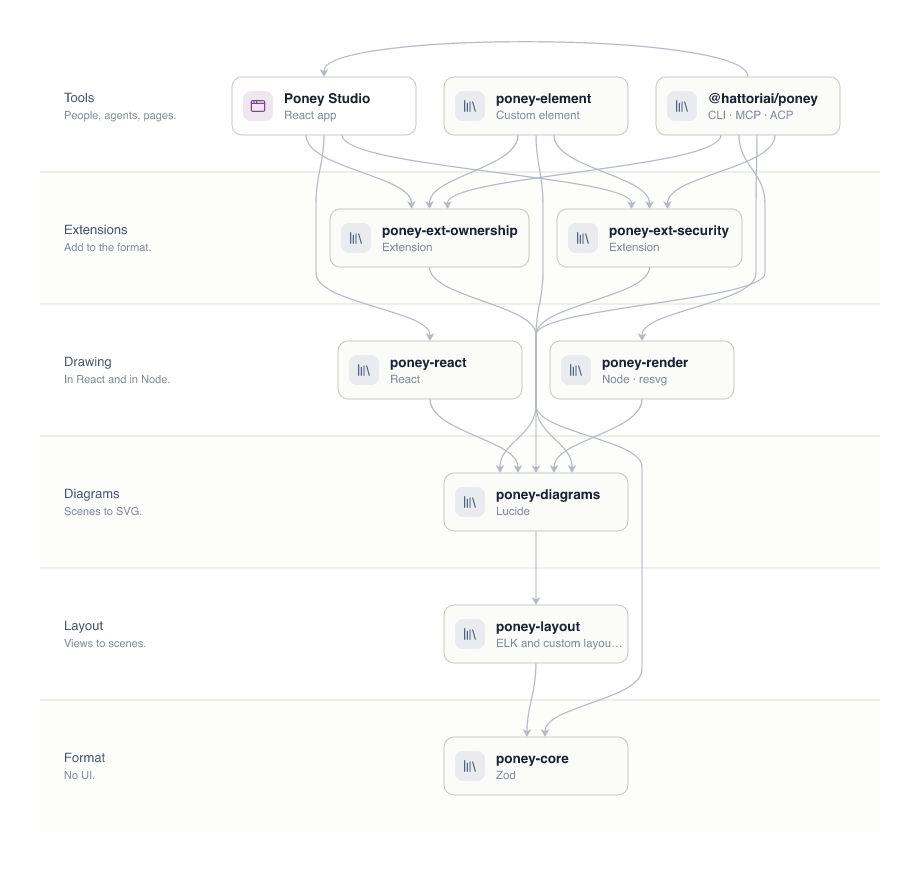 Tools
People, agents, pages.
Poney Studio
React app
poney-element
Custom element
@hattoriai/poney
CLI · MCP · ACP
Extensions
Add to the format.
poney-ext-ownership
Extension
poney-ext-security
Extension
Drawing
In React and in Node.
poney-react
React
poney-render
Node · resvg
Diagrams
Scenes to SVG.
poney-diagrams
Lucide
Layout
Views to scenes.
poney-layout
ELK and custom layou…
Format
No UI.
poney-core
Zod